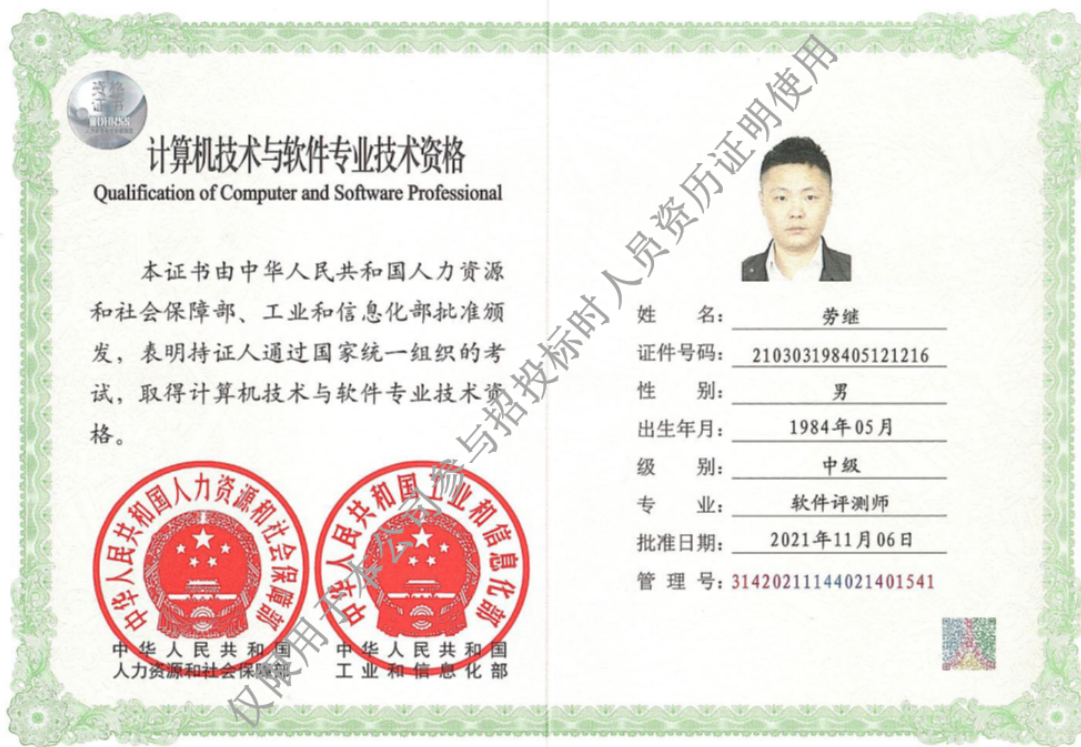 资格
证书
MOHRSS
计算机技术与软件专业技术资格
Qualification of Computer and Software Professional
本证书由中华人民共和国人力资源
和社会保障部、工业和信息化部批准颁
发，表明持证人通过国家统一组织的考
试，取得计算机技术与软件专业技术资
格。
中华人民共和国人力资源和社会保障部
中华人民共和国工业和信息化部
中华人民共和国
人力资源和社会保障部
中华人民共和国
工业和信息化部
姓名：劳继
证件号码：210303198405121216
性别：男
出生年月：1984年05月
级别：中级
专业：软件评测师
批准日期：2021年11月06日
管理号：31420211144021401541
仅限用于本公司参与招投标时人员资历证明使用